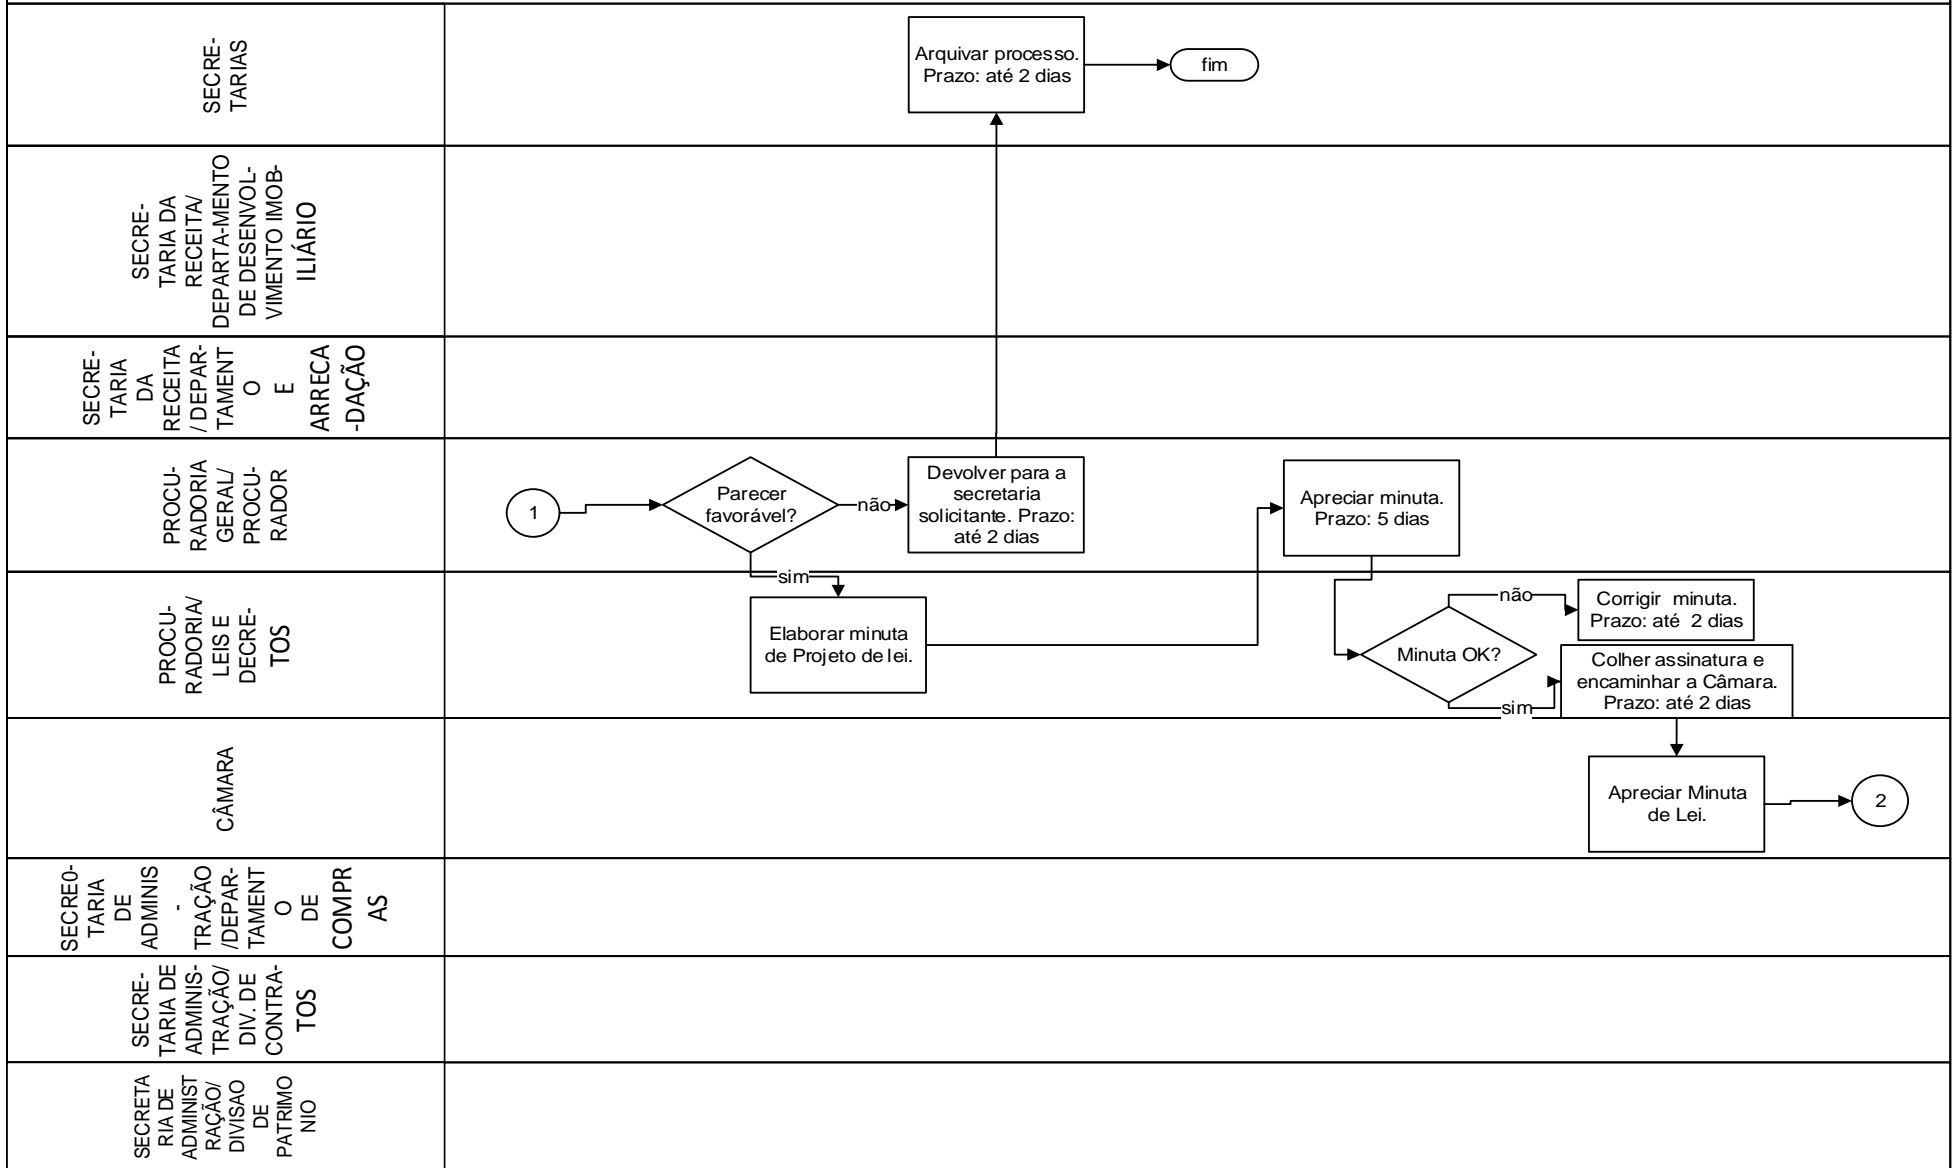 SECRE-
TARIAS
Arquivar processo.
Prazo: até 2 dias
fim
SECRE-
TARIA DA
RECEITA/
DEPARTA-MENTO
DE DESENVOL-
VIMENTO IMOB-
ILIÁRIO
SECRE-
TARIA
DA
RECEITA
/ DEPAR-
TAMENT
O
E
ARRECA
-DAÇÃO
PROCU-
RADORIA
GERAL/
PROCU-
RADOR
1
Parecer
favorável?
não
Devolver para a
secretaria
solicitante. Prazo:
até 2 dias
Apreciar minuta.
Prazo: 5 dias
sim
PROCU-
RADORIA/
LEIS E
DECRE-
TOS
Elaborar minuta
de Projeto de lei.
Minuta OK?
não
Corrigir minuta.
Prazo: até 2 dias
sim
Colher assinatura e
encaminhar a Câmara.
Prazo: até 2 dias
CÂMARA
Apreciar Minuta
de Lei.
2
SECRE0-
TARIA
DE
ADMINIS
-
TRAÇÃO
/DEPAR-
TAMENT
O
DE
COMPR
AS
SECRE-
TARIA DE
ADMINIS-
TRAÇÃO/
DIV. DE
CONTRA-
TOS
SECRETA
RIA DE
ADMINIST
RAÇÃO/
DIVISAO
DE
PATRIMO
NIO